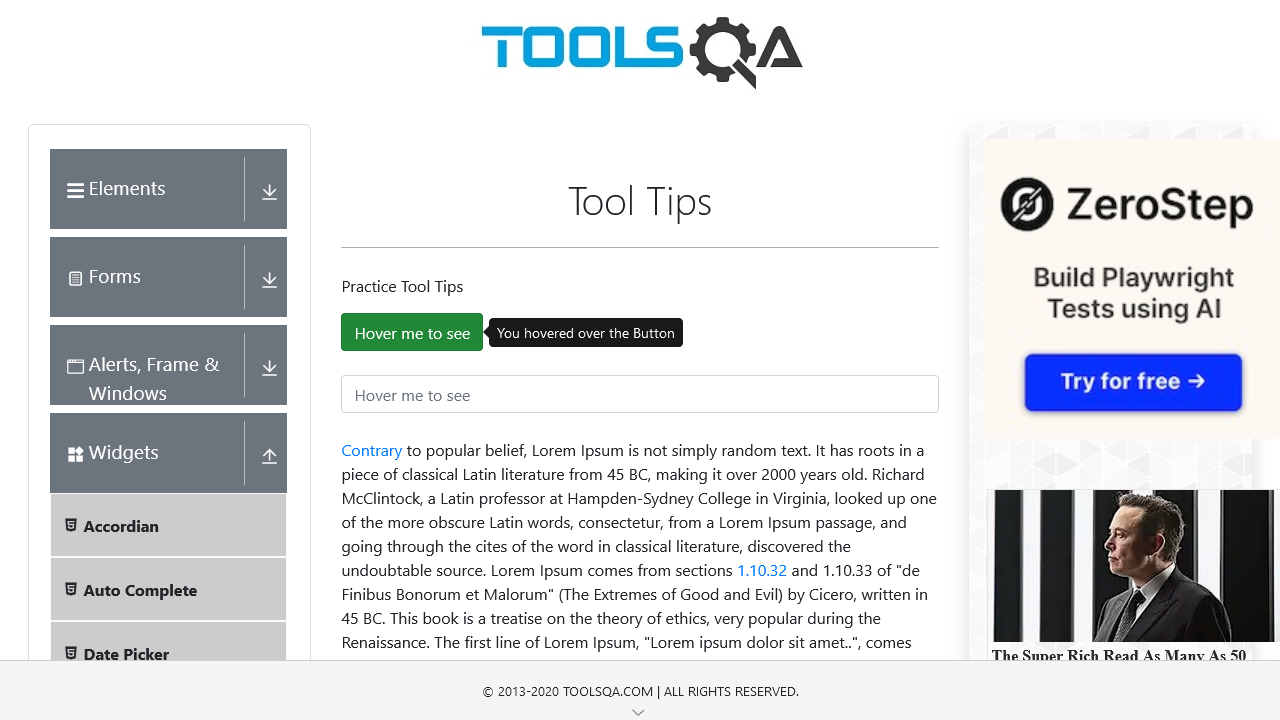 TOOLSQA
Elements
Forms
Alerts, Frame &
Windows
Widgets
Accordian
Auto Complete
Date Picker
Tool Tips
Practice Tool Tips
Hover me to see
You hovered over the Button
Hover me to see
Contrary to popular belief, Lorem Ipsum is not simply random text. It has roots in a
piece of classical Latin literature from 45 BC, making it over 2000 years old. Richard
McClintock, a Latin professor at Hampden-Sydney College in Virginia, looked up one
of the more obscure Latin words, consectetur, from a Lorem Ipsum passage, and
going through the cites of the word in classical literature, discovered the
undoubtable source. Lorem Ipsum comes from sections 1.10.32 and 1.10.33 of "de
Finibus Bonorum et Malorum" (The Extremes of Good and Evil) by Cicero, written in
45 BC. This book is a treatise on the theory of ethics, very popular during the
Renaissance. The first line of Lorem Ipsum, "Lorem ipsum dolor sit amet..", comes
ZeroStep
Build Playwright
Tests using AI
Try for free →
The Super Rich Read As Many As 50
© 2013-2020 TOOLSQA.COM | ALL RIGHTS RESERVED.